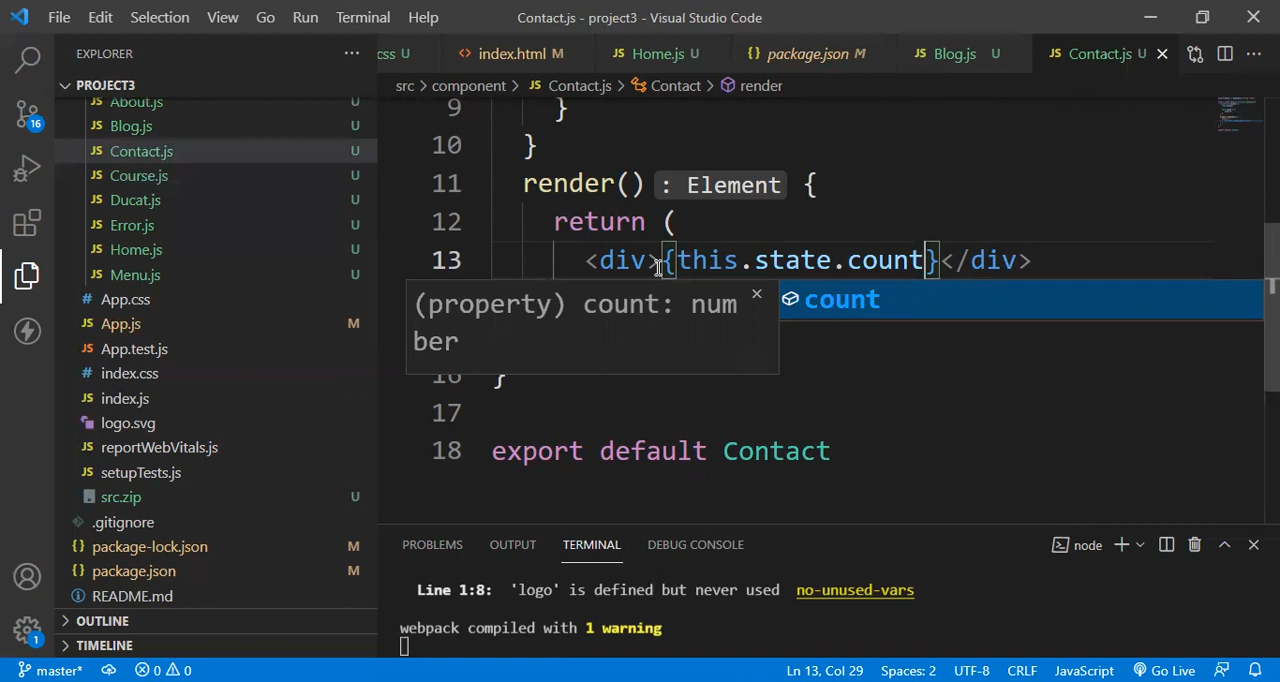 File Edit Selection View Go Run Terminal Help Contact.js - project3 - Visual Studio Code
EXPLORER
css U index.html M Home.js U package.json M Blog.js U Contact.js U
PROJECT3
src > component > Contact.js > Contact > render
About.js U
Blog.js U
Contact.js U
Course.js U
Ducat.js U
Error.js U
Home.js U
Menu.js U
App.css
App.js M
App.test.js
index.css
index.js
logo.svg
reportWebVitals.js
setupTests.js
src.zip U
.gitignore
package-lock.json M
package.json M
README.md
OUTLINE
TIMELINE
16
1
9 }
10 }
11 render() : Element {
12 return (
13 <div>{this.state.count}</div>
(property) count: num
ber
count
16 }
17
18 export default Contact
PROBLEMS OUTPUT TERMINAL DEBUG CONSOLE node
Line 1:8: 'logo' is defined but never used no-unused-vars
webpack compiled with 1 warning
master* 0 0 Ln 13, Col 29 Spaces: 2 UTF-8 CRLF JavaScript Go Live